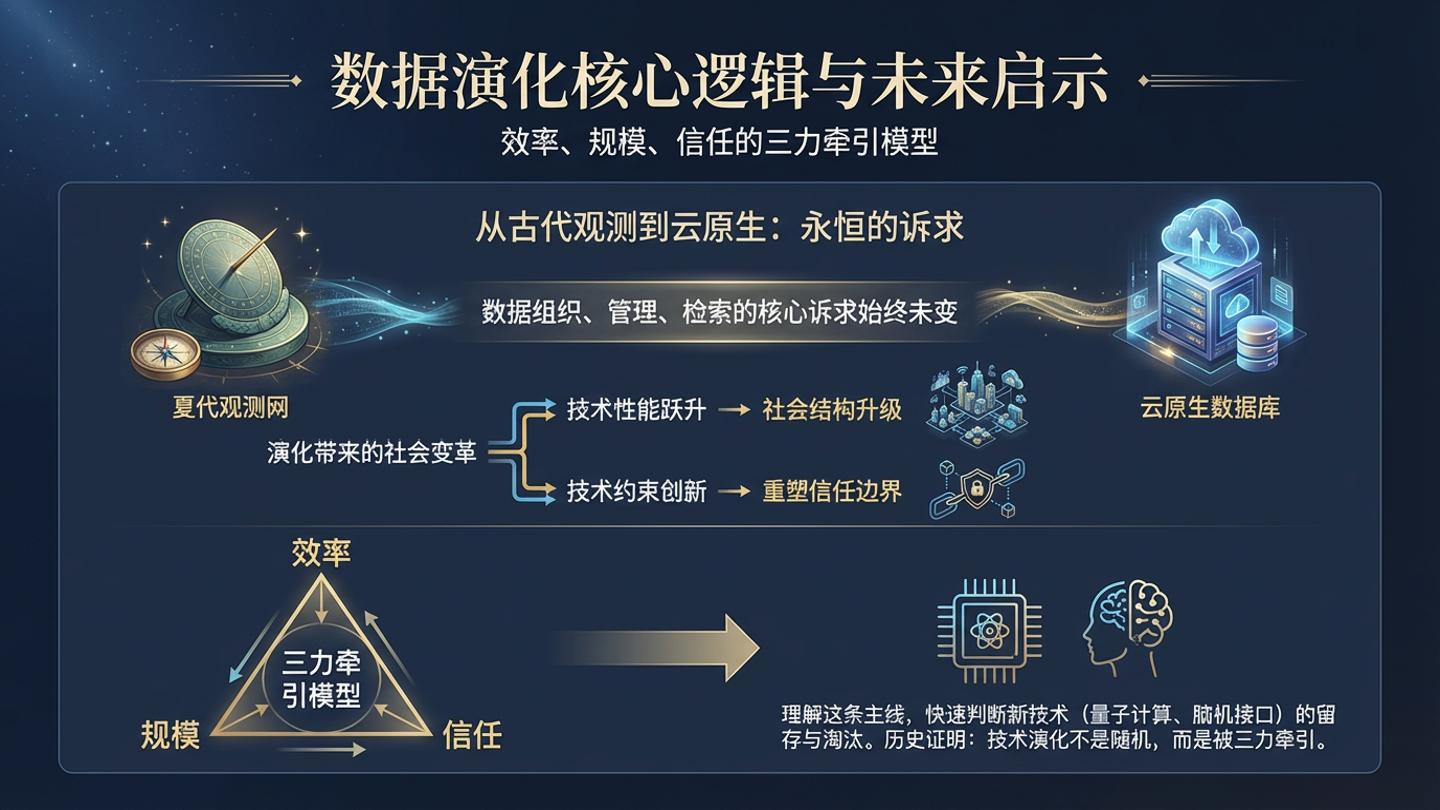 数据演化核心逻辑与未来启示
效率、规模、信任的三力牵引模型
从古代观测到云原生：永恒的诉求
数据组织、管理、检索的核心诉求始终未变
夏代观测网
云原生数据库
演化带来的社会变革
技术性能跃升
社会结构升级
技术约束创新
重塑信任边界
效率
三力牵
引模型
规模
信任
理解这条主线，快速判断新技术（量子计算、脑机接口）的留
存与淘汰。历史证明：技术演化不是随机，而是被三力牵引。